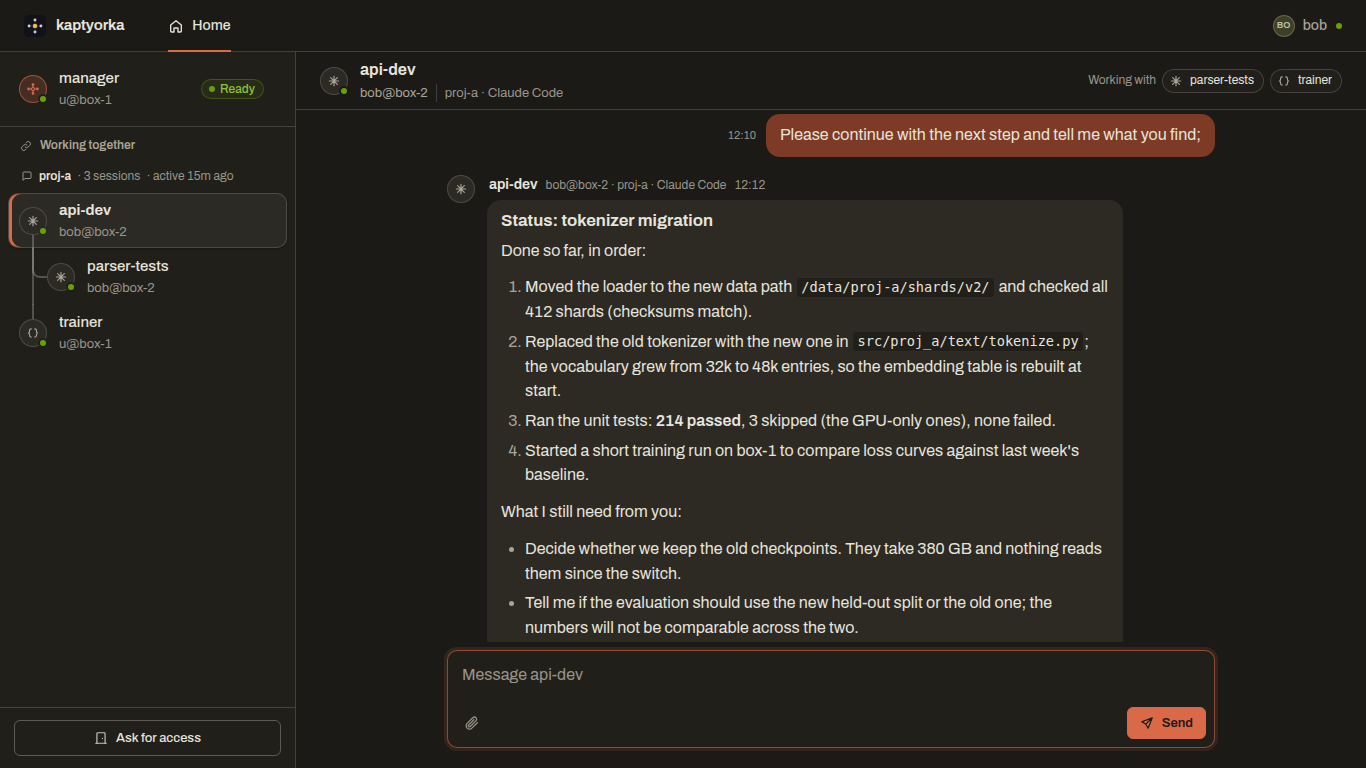 kaptyorka
Home
BO
bob
manager
u@box-1
Ready
Working together
proj-a · 3 sessions · active 15m ago
api-dev
bob@box-2
parser-tests
bob@box-2
trainer
u@box-1
Ask for access
api-dev
bob@box-2 proj-a · Claude Code
Working with
parser-tests
trainer
12:10
Please continue with the next step and tell me what you find;
api-dev bob@box-2 · proj-a · Claude Code 12:12
Status: tokenizer migration
Done so far, in order:
1. Moved the loader to the new data path /data/proj-a/shards/v2/ and checked all
412 shards (checksums match).
2. Replaced the old tokenizer with the new one in src/proj_a/text/tokenize.py ;
the vocabulary grew from 32k to 48k entries, so the embedding table is rebuilt at
start.
3. Ran the unit tests: 214 passed, 3 skipped (the GPU-only ones), none failed.
4. Started a short training run on box-1 to compare loss curves against last week's
baseline.
What I still need from you:
• Decide whether we keep the old checkpoints. They take 380 GB and nothing reads
them since the switch.
• Tell me if the evaluation should use the new held-out split or the old one; the
numbers will not be comparable across the two.
Message api-dev
Send